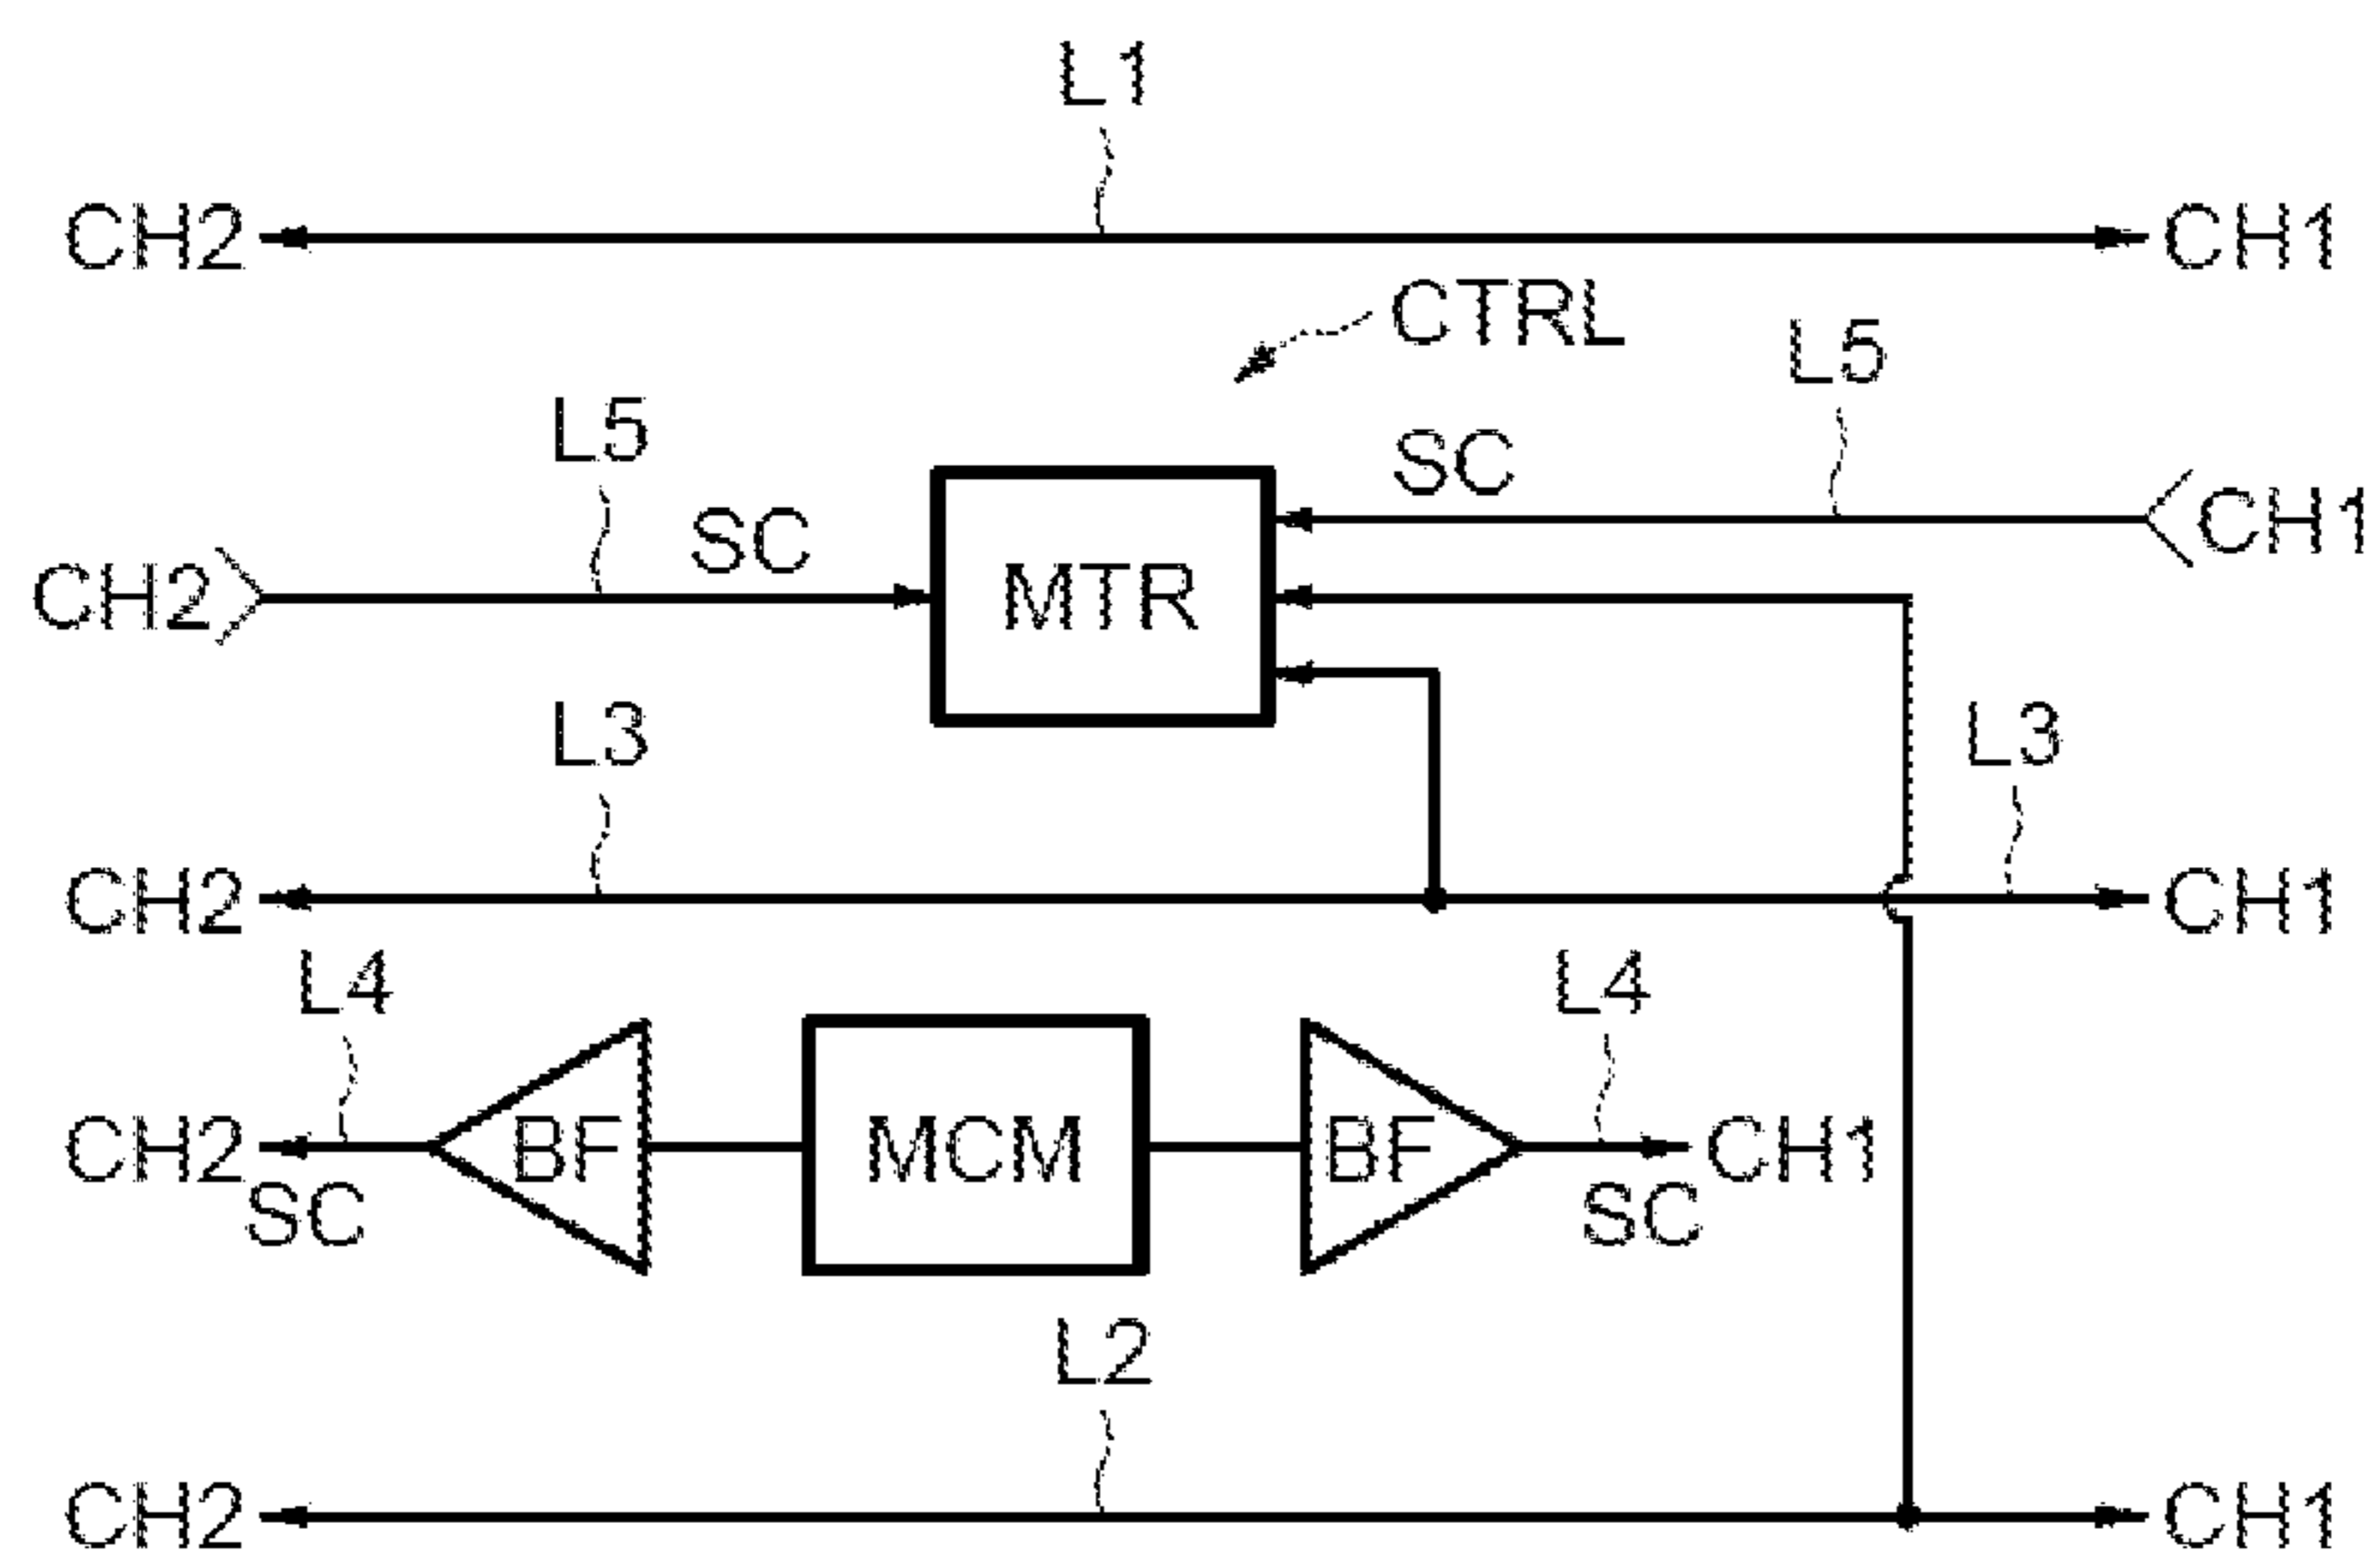 L1
CH2 CH1
CTRL
L5
L5
SC
CH1
SC
CH2 MTR
L3 L3
CH2 CH1
L4 L4
CH2 BF MCM BF CH1
SC SC
L2
CH2 CH1